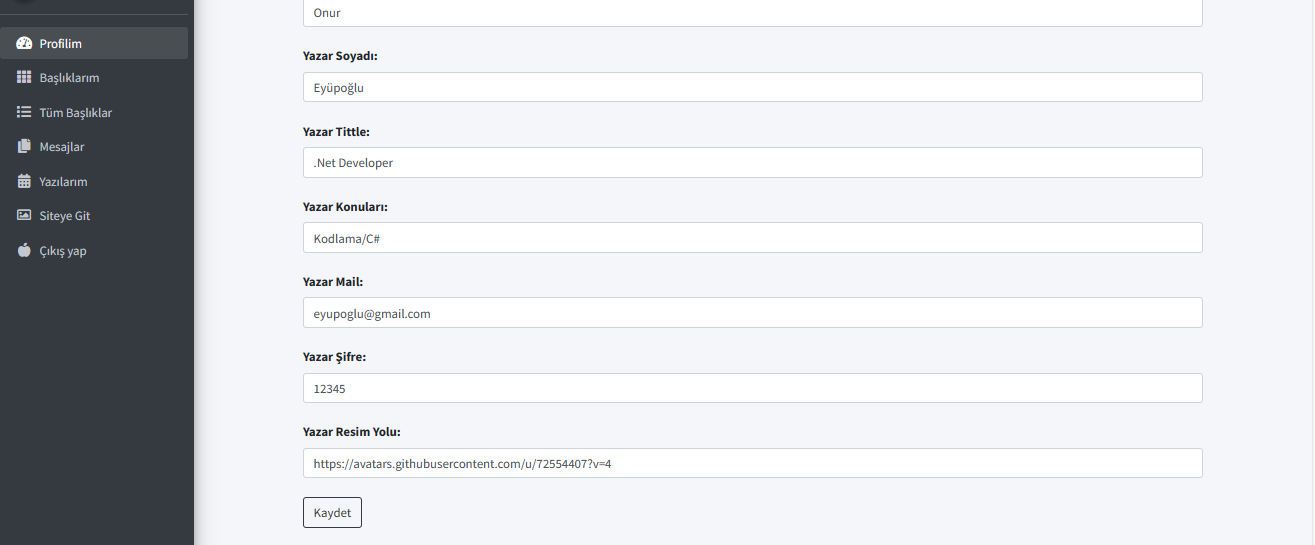 Profilim
Başlıklarım
Tüm Başlıklar
Mesajlar
Yazılarım
Siteye Git
Çıkış yap
Onur
Yazar Soyadı:
Eyüpoğlu
Yazar Tittle:
.Net Developer
Yazar Konuları:
Kodlama/C#
Yazar Mail:
eyupoglu@gmail.com
Yazar Şifre:
12345
Yazar Resim Yolu:
https://avatars.githubusercontent.com/u/72554407?v=4
Kaydet